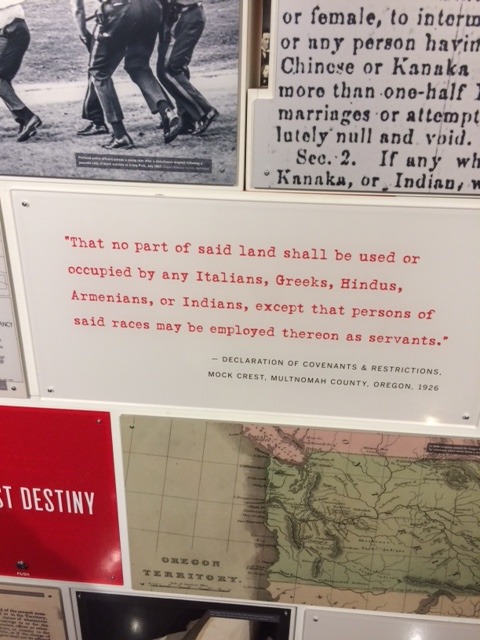 or female, to interm
or any person havin
Chinese or Kanaka
more than one-half
marriages or attempt
lutely null and void.
Sec. 2. If any wh
Kanaka, or Indian, w
"That no part of said land shall be used or
occupied by any Italians, Greeks, Hindus,
Armenians, or Indians, except that persons of
said races may be employed thereon as servants."
— DECLARATION OF COVENANTS & RESTRICTIONS,
MOCK CREST, MULTNOMAH COUNTY, OREGON, 1926
ST DESTINY
PUSH
OREGON
TERRITORY.